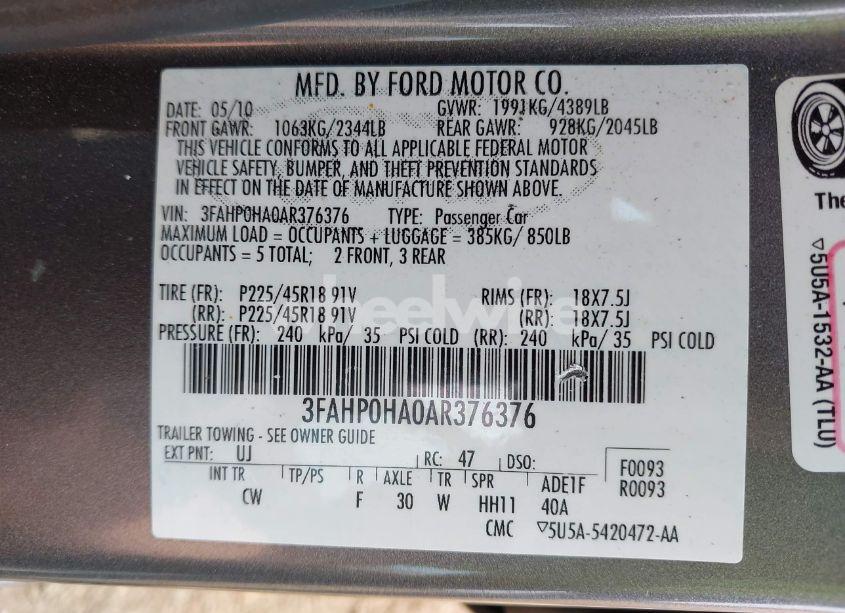 MFD. BY FORD MOTOR CO.
DATE: 05/10 GVWR: 1991KG/4389LB
FRONT GAWR: 1063KG/2344LB REAR GAWR: 928KG/2045LB
THIS VEHICLE CONFORMS TO ALL APPLICABLE FEDERAL MOTOR
VEHICLE SAFETY, BUMPER, AND THEFT PREVENTION STANDARDS
IN EFFECT ON THE DATE OF MANUFACTURE SHOWN ABOVE.
VIN: 3FAHP0HA0AR376376 TYPE: Passenger Car
MAXIMUM LOAD = OCCUPANTS + LUGGAGE = 385KG/ 850LB
OCCUPANTS = 5 TOTAL; 2 FRONT, 3 REAR
TIRE (FR): P225/45R18 91V RIMS (FR): 18X7.5J
(RR): P225/45R18 91V (RR): 18X7.5J
PRESSURE (FR): 240 kPa/ 35 PSI COLD (RR): 240 kPa/ 35 PSI COLD
wheelwire
3FAHP0HA0AR376376
TRAILER TOWING - SEE OWNER GUIDE
EXT PNT: UJ RC: 47 DSO: F0093
INT TR TP/PS R AXLE TR SPR ADE1F R0093
CW F 30 W HH11 40A
CMC ▽5U5A-5420472-AA
The
▽5U5A-1532-AA (TLU)